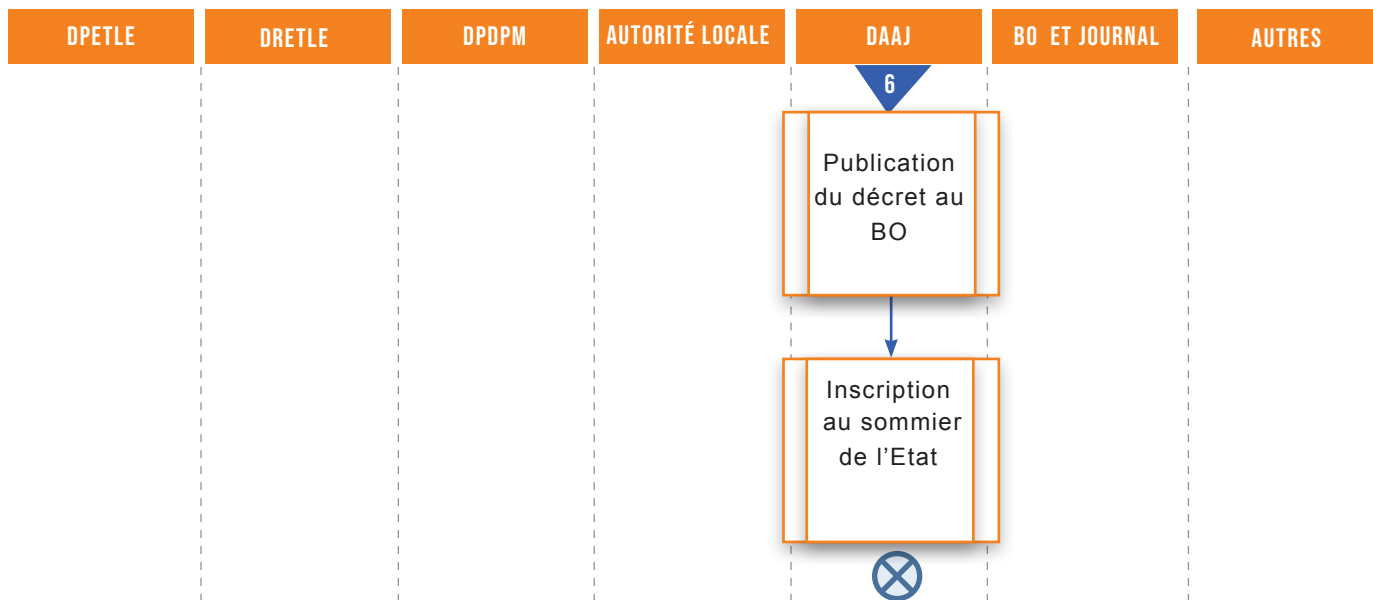 DPETLE
DRETLE
DPDPM
AUTORITÉ LOCALE
DAAJ
BO ET JOURNAL
AUTRES
6
Publication
du décret au
BO
Inscription
au sommier
de l’Etat